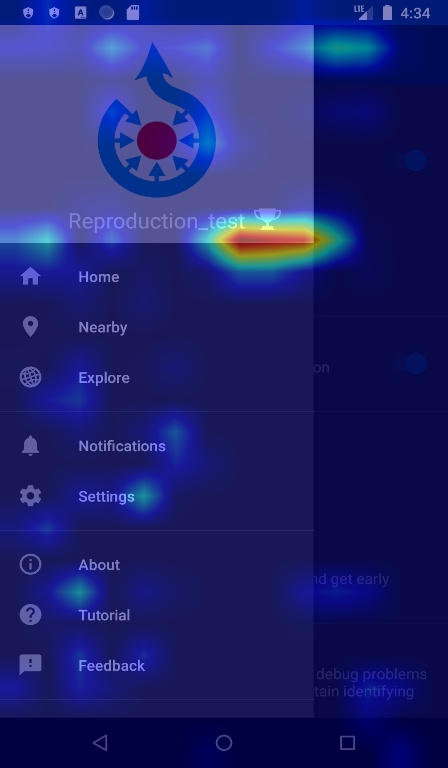 LTE 4:34
Reproduction_test
Home
Nearby
Explore
on
Notifications
Settings
About
nd get early
Tutorial
Feedback
debug problems
tain identifying